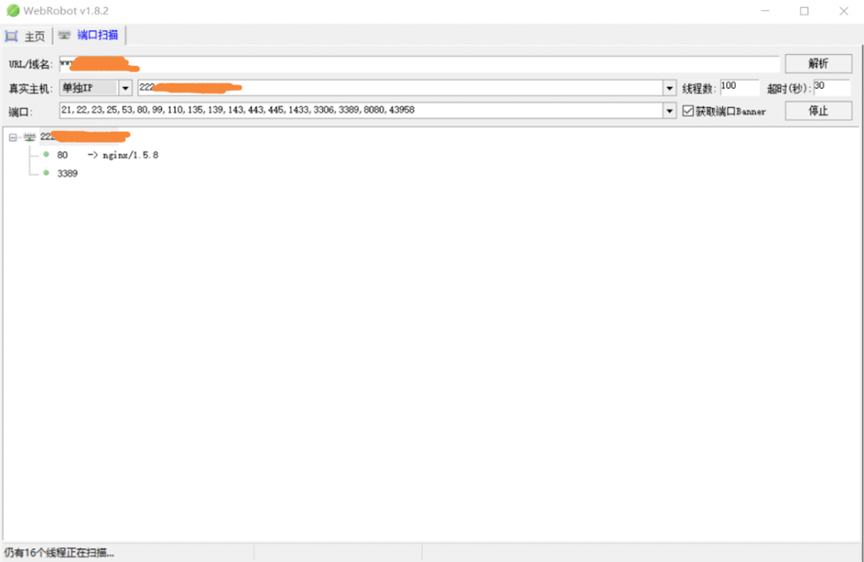 WebRobot v1.8.2
主页 端口扫描
URL/域名: 解析
真实主机: 单独IP 222 线程数: 100 超时(秒): 30
端口: 21,22,23,25,53,80,99,110,135,139,143,443,445,1433,3306,3389,8080,43958 获取端口Banner 停止
222
80 -> nginx/1.5.8
3389
仍有16个线程正在扫描...